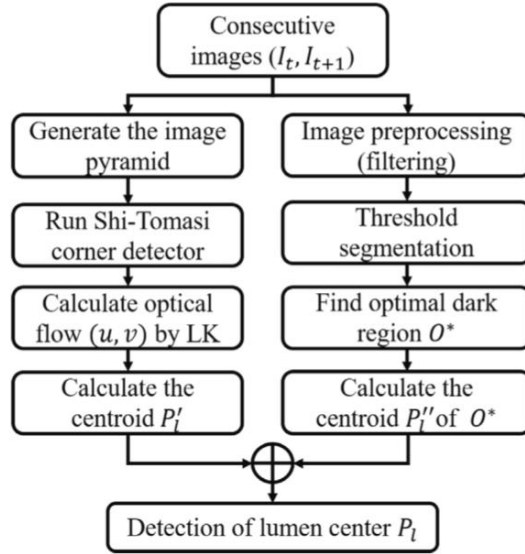 Consecutive
images (I_t, I_{t+1})
Generate the image
pyramid
Image preprocessing
(filtering)
Run Shi-Tomasi
corner detector
Threshold
segmentation
Calculate optical
flow (u, v) by LK
Find optimal dark
region O*
Calculate the
centroid P_l'
Calculate the
centroid P_l'' of O*
Detection of lumen center P_l